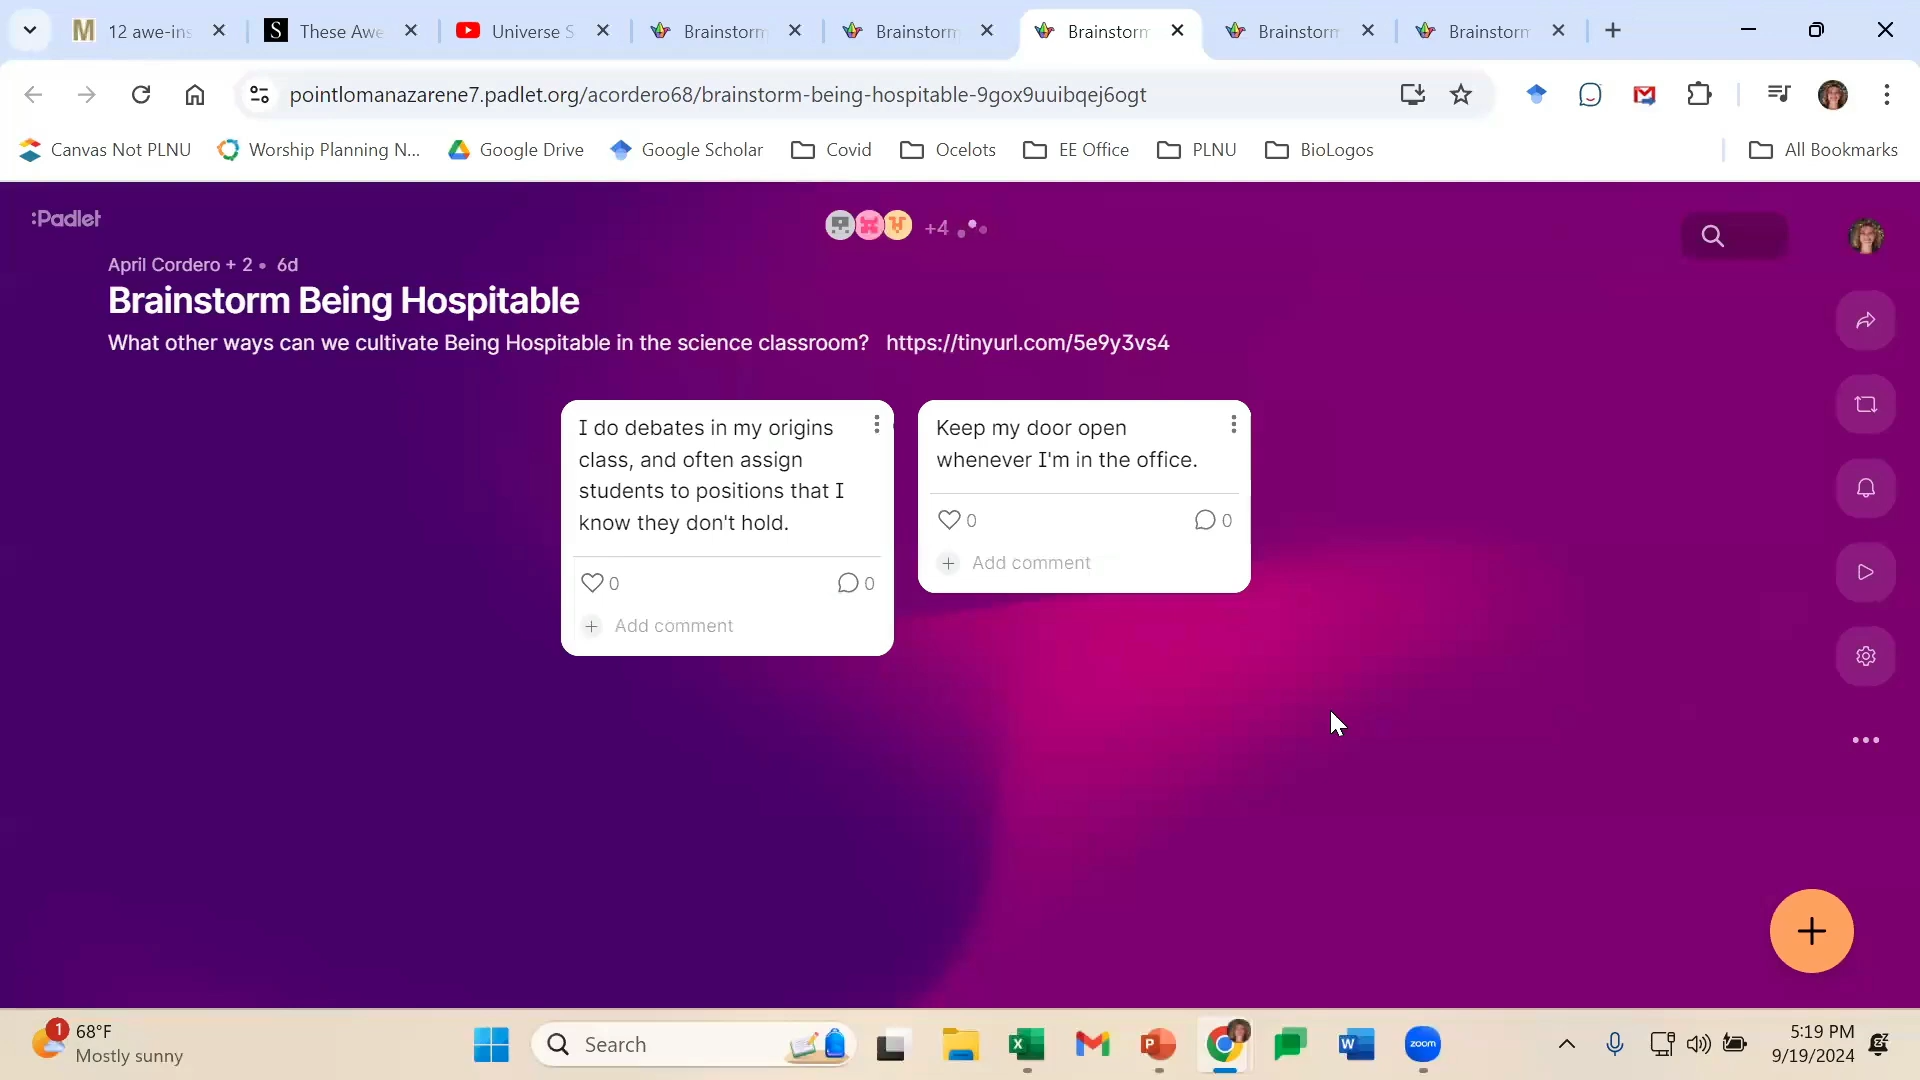 12 awe-ins
These Awe
Universe S
Brainstorm
Brainstorm
Brainstorm
Brainstorm
Brainstorm
pointlomanazarene7.padlet.org/acordero68/brainstorm-being-hospitable-9gox9uuibqej6ogt
Canvas Not PLNU
Worship Planning N...
Google Drive
Google Scholar
Covid
Ocelots
EE Office
PLNU
BioLogos
All Bookmarks
:Padlet
+4
April Cordero + 2 • 6d
Brainstorm Being Hospitable
What other ways can we cultivate Being Hospitable in the science classroom? https://tinyurl.com/5e9y3vs4
I do debates in my origins
class, and often assign
students to positions that I
know they don't hold.
0
0
Add comment
Keep my door open
whenever I'm in the office.
0
0
Add comment
1
68°F
Mostly sunny
Search
zoom
5:19 PM
9/19/2024